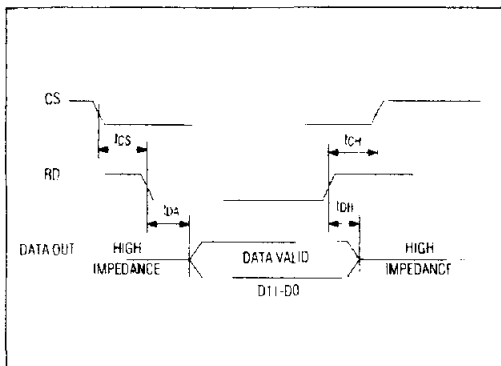 CS
tCS
tCH
RD
tDA
tDH
DATA OUT
HIGH
IMPEDANCE
DATA VALID
D11-D0
HIGH
IMPEDANCE